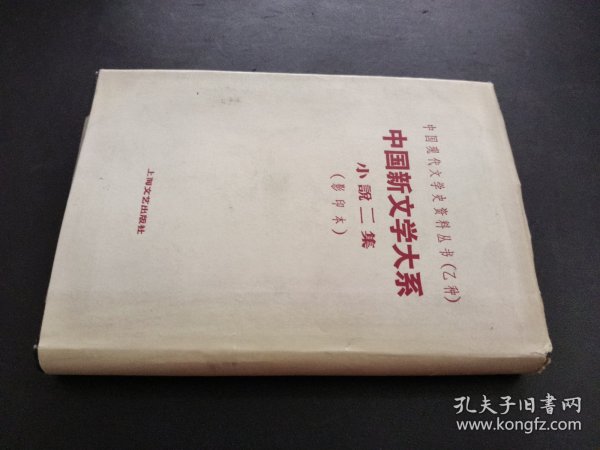 中国现代文学史资料丛书（乙种）
中国新文学大系
小說二集
（影印本）
上海文艺出版社
孔夫子旧書网
www.kongfz.com